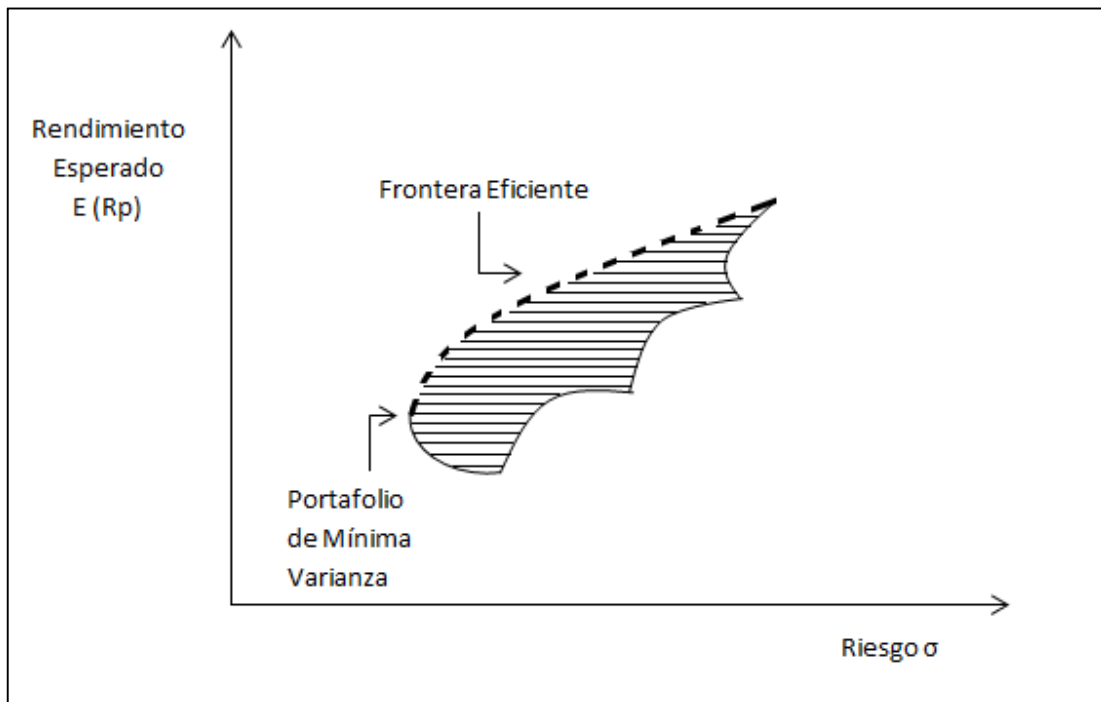 Rendimiento
Esperado
E (Rp)
Frontera Eficiente
Portafolio
de Mínima
Varianza
Riesgo σ